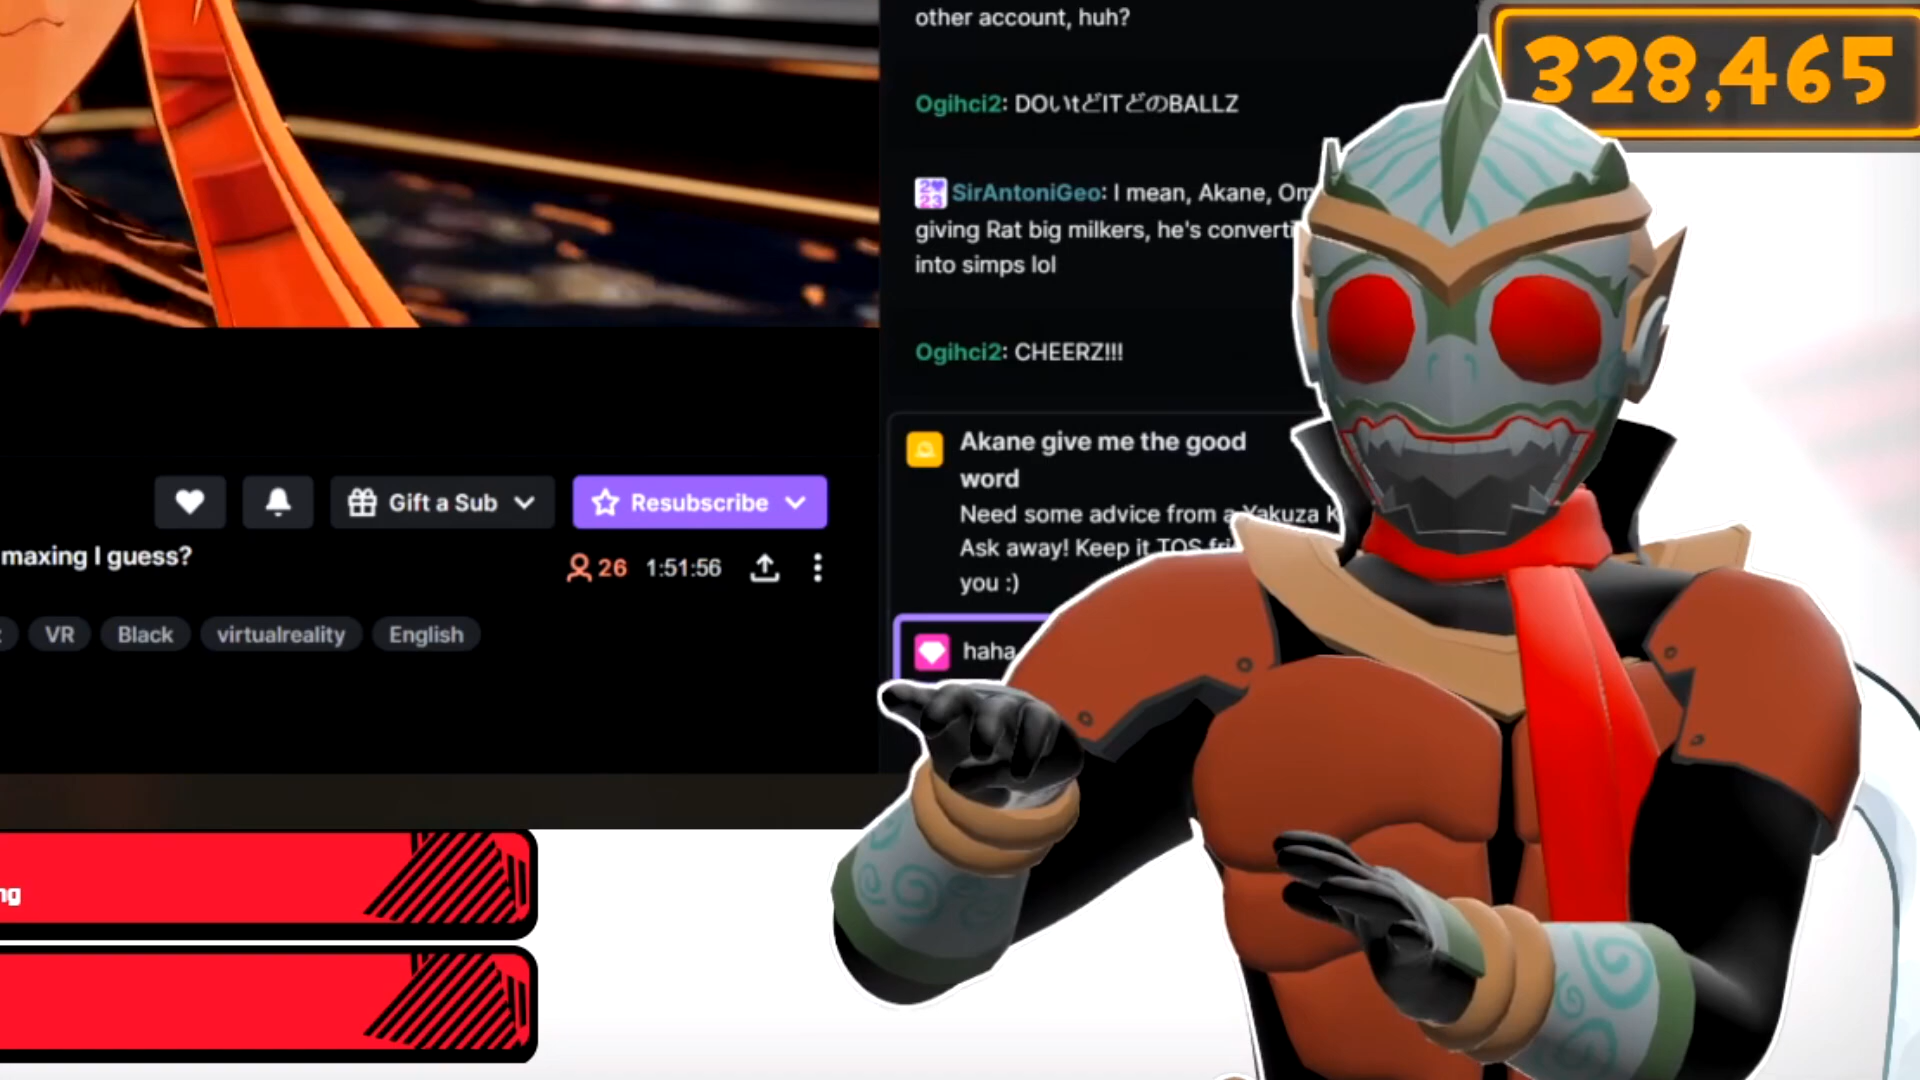 other account, huh?
328,465
Ogihci2: DOいtどITどのBALLZ
SirAntoniGeo: I mean, Akane, Om
giving Rat big milkers, he's converti
into simps lol
Ogihci2: CHEERZ!!!
Akane give me the good
word
Need some advice from a Yakuza K
Ask away! Keep it TOS fri
you :)
haha
Gift a Sub
Resubscribe
maxing I guess?
26 1:51:56
VR Black virtualreality English
ng